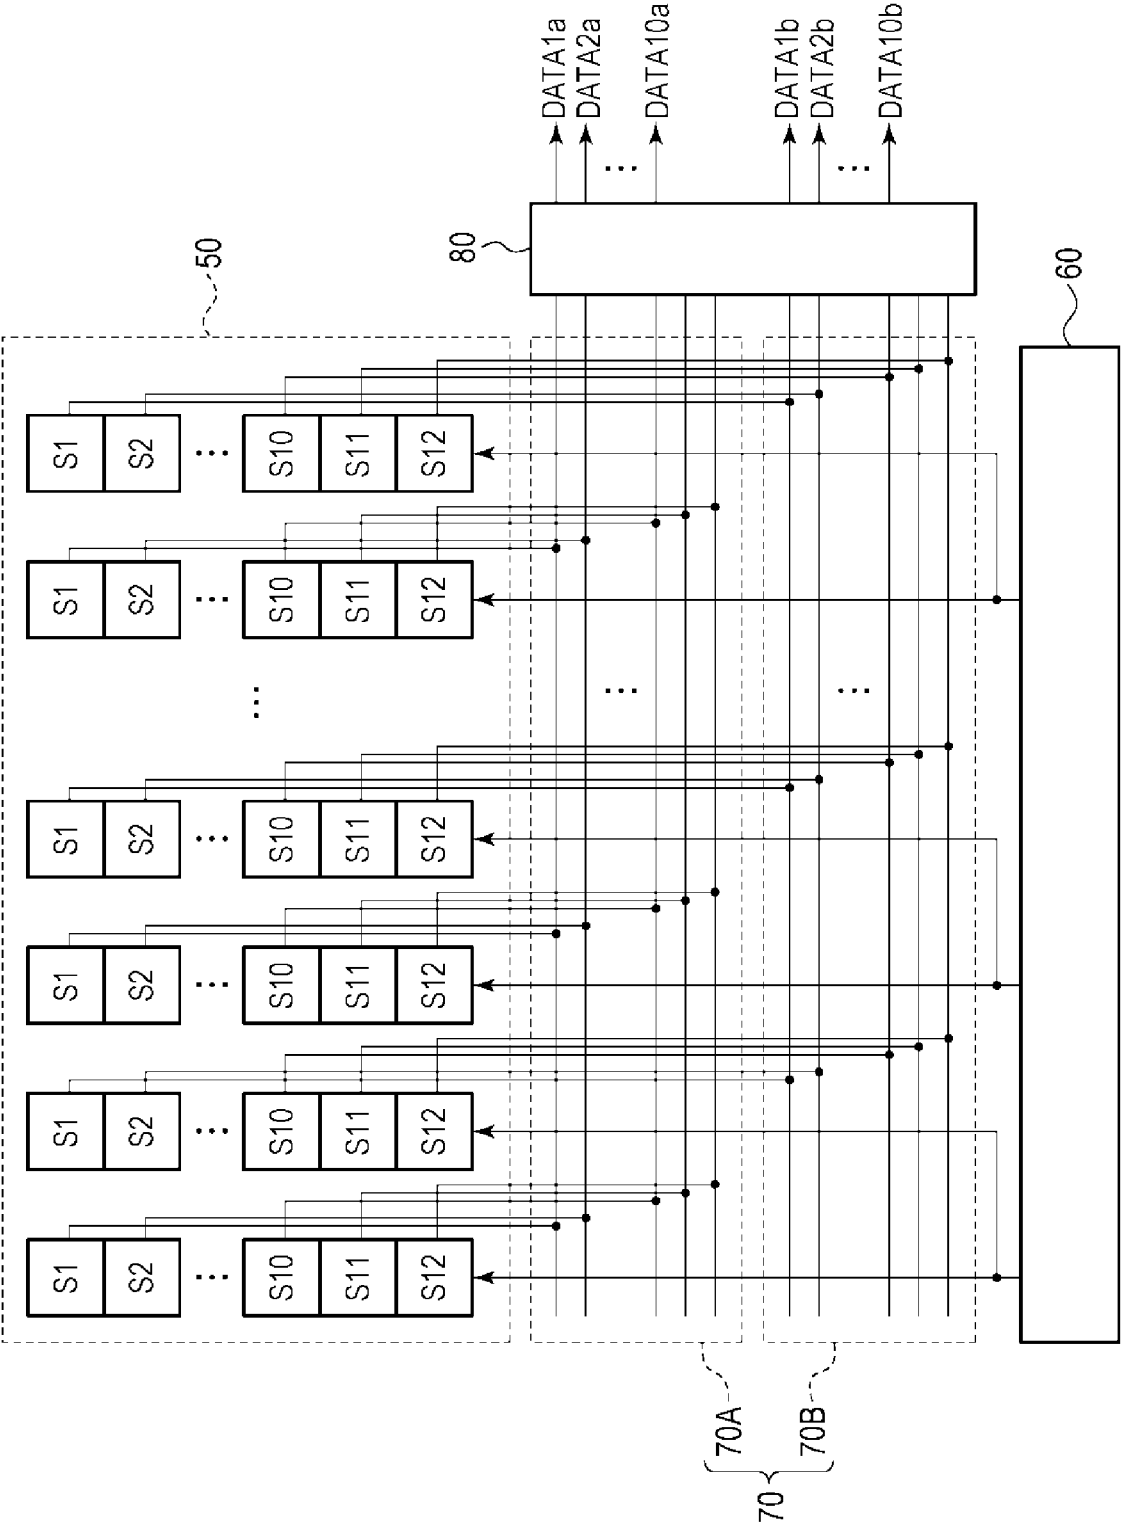 50
S1 S1 S1 S1 ... S1 S1
S2 S2 S2 S2 S2 S2
... ... ... ... ... ...
S10 S10 S10 S10 S10 S10
S11 S11 S11 S11 S11 S11
S12 S12 S12 S12 S12 S12
80
DATA1a
DATA2a
...
DATA10a
DATA1b
DATA2b
...
DATA10b
70
70A
70B
60